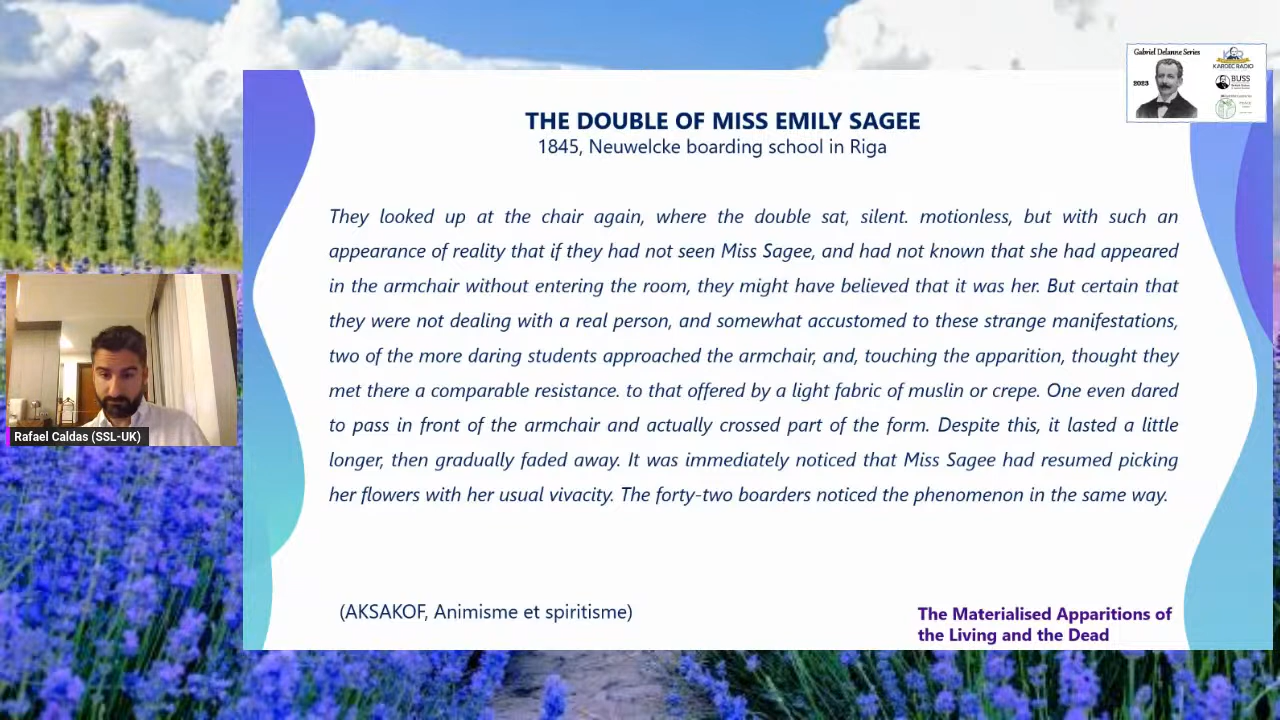 Gabriel Delanne Series
2023
KARDEC RADIO
BUSS
THE DOUBLE OF MISS EMILY SAGEE
1845, Neuwelcke boarding school in Riga
They looked up at the chair again, where the double sat, silent. motionless, but with such an
appearance of reality that if they had not seen Miss Sagee, and had not known that she had appeared
in the armchair without entering the room, they might have believed that it was her. But certain that
they were not dealing with a real person, and somewhat accustomed to these strange manifestations,
two of the more daring students approached the armchair, and, touching the apparition, thought they
met there a comparable resistance. to that offered by a light fabric of muslin or crepe. One even dared
to pass in front of the armchair and actually crossed part of the form. Despite this, it lasted a little
longer, then gradually faded away. It was immediately noticed that Miss Sagee had resumed picking
her flowers with her usual vivacity. The forty-two boarders noticed the phenomenon in the same way.
Rafael Caldas (SSL-UK)
(AKSAKOF, Animisme et spiritisme)
The Materialised Apparitions of
the Living and the Dead